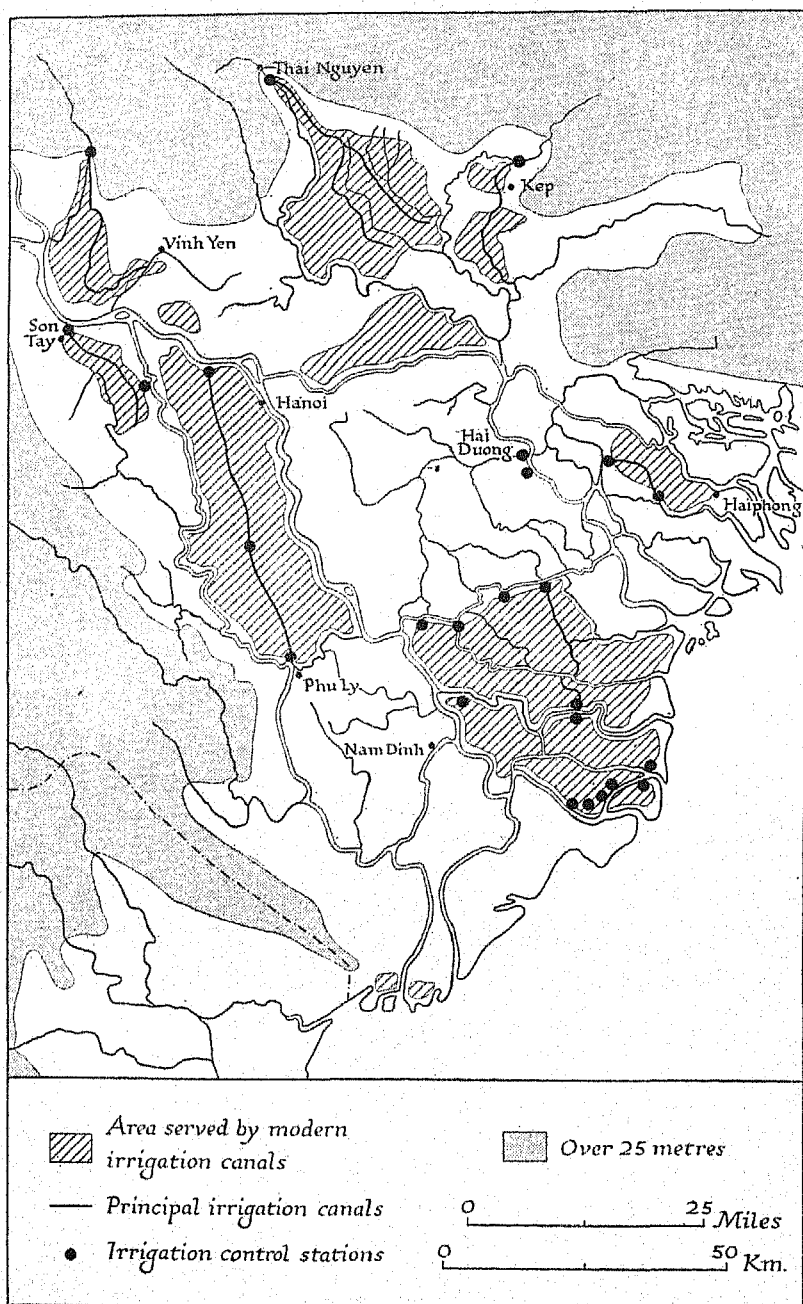 Thai Nguyen
Kep
Vinh Yen
Son
Tay
Hanoi
Hai
Duong
Haiphong
Phu Ly
Nam Dinh
Area served by modern
irrigation canals
Over 25 metres
Principal irrigation canals
0 25 Miles
Irrigation control stations
0 50 Km.